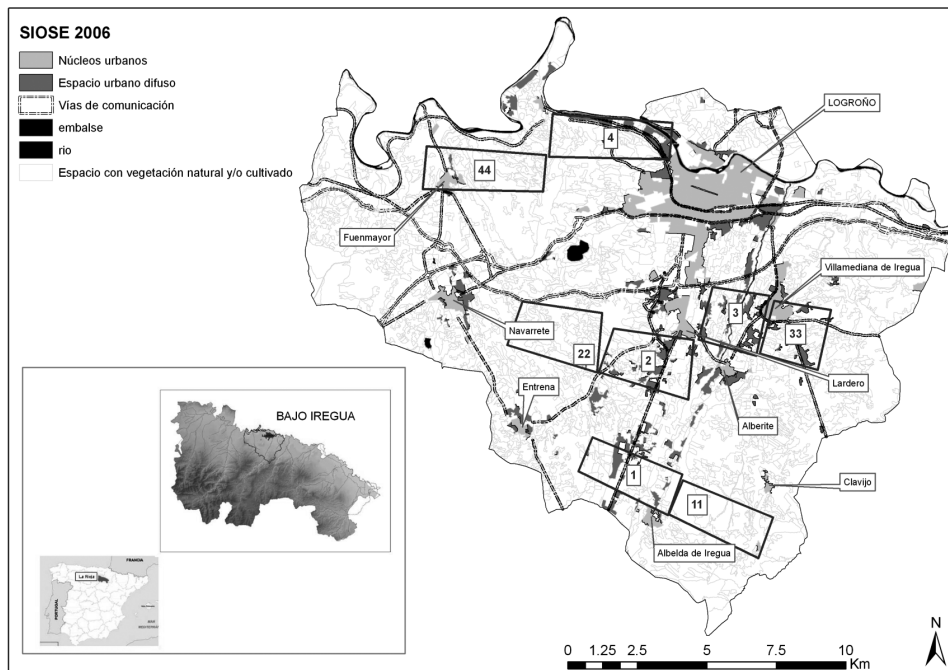 SIOSE 2006
Núcleos urbanos
Espacio urbano difuso
Vías de comunicación
embalse
rio
Espacio con vegetación natural y/o cultivado
LOGROÑO
4
44
Fuenmayor
Villamediana de Iregua
3
33
Navarrete
22
2
Lardero
Entrena
Alberite
1
Clavijo
11
Albelda de Iregua
BAJO IREGUA
FRANCIA
La Rioja
PORTUGAL
N
0 1.25 2.5 5 7.5 10
Km